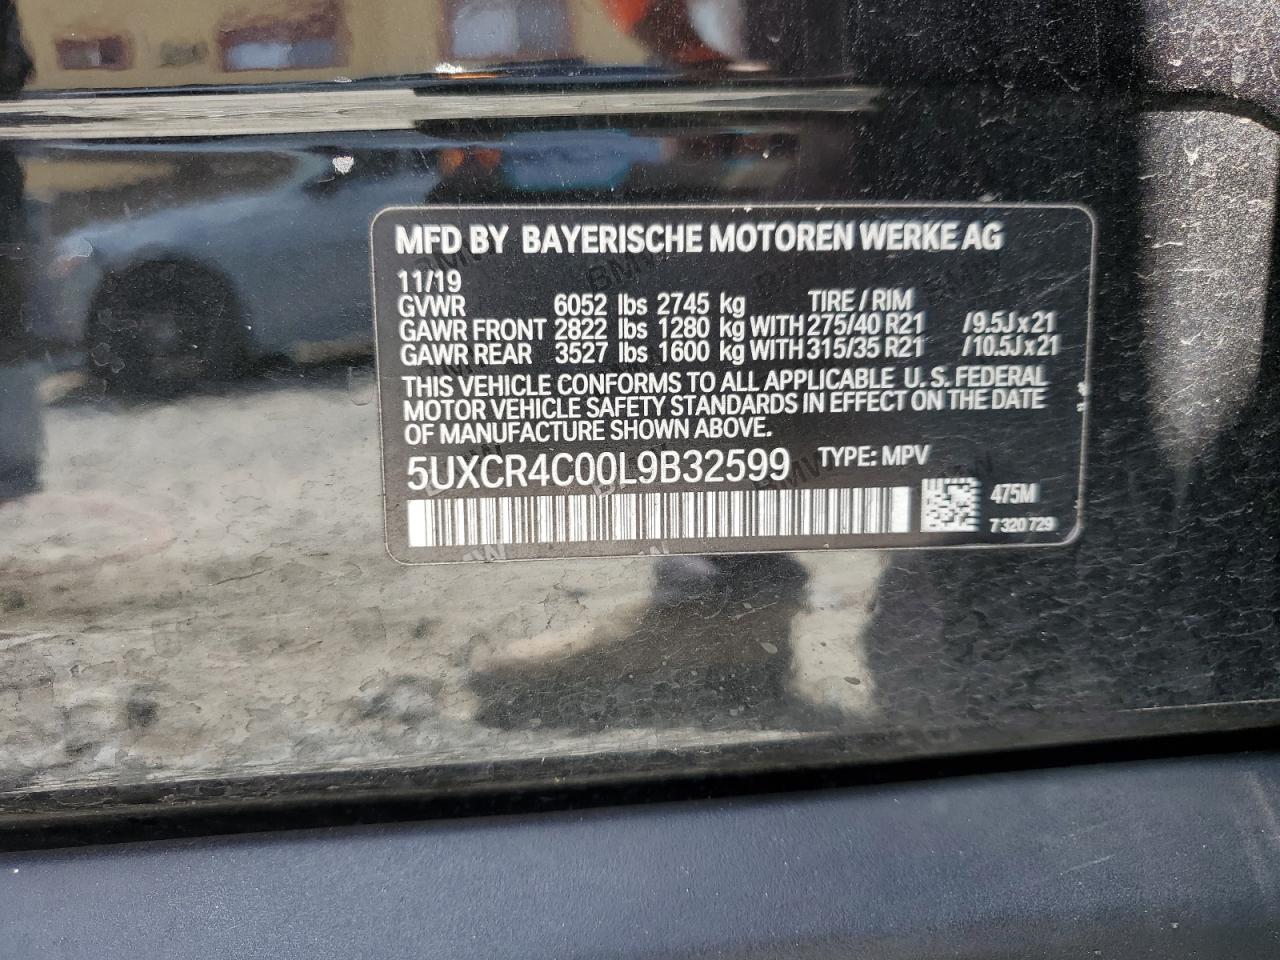 MFD BY BAYERISCHE MOTOREN WERKE AG
11/19
GVWR 6052 lbs 2745 kg TIRE / RIM
GAWR FRONT 2822 lbs 1280 kg WITH 275/40 R21 /9.5J x 21
GAWR REAR 3527 lbs 1600 kg WITH 315/35 R21 /10.5J x 21
THIS VEHICLE CONFORMS TO ALL APPLICABLE U.S. FEDERAL
MOTOR VEHICLE SAFETY STANDARDS IN EFFECT ON THE DATE
OF MANUFACTURE SHOWN ABOVE.
5UXCR4C00L9B32599 TYPE: MPV
475M
7 320 729